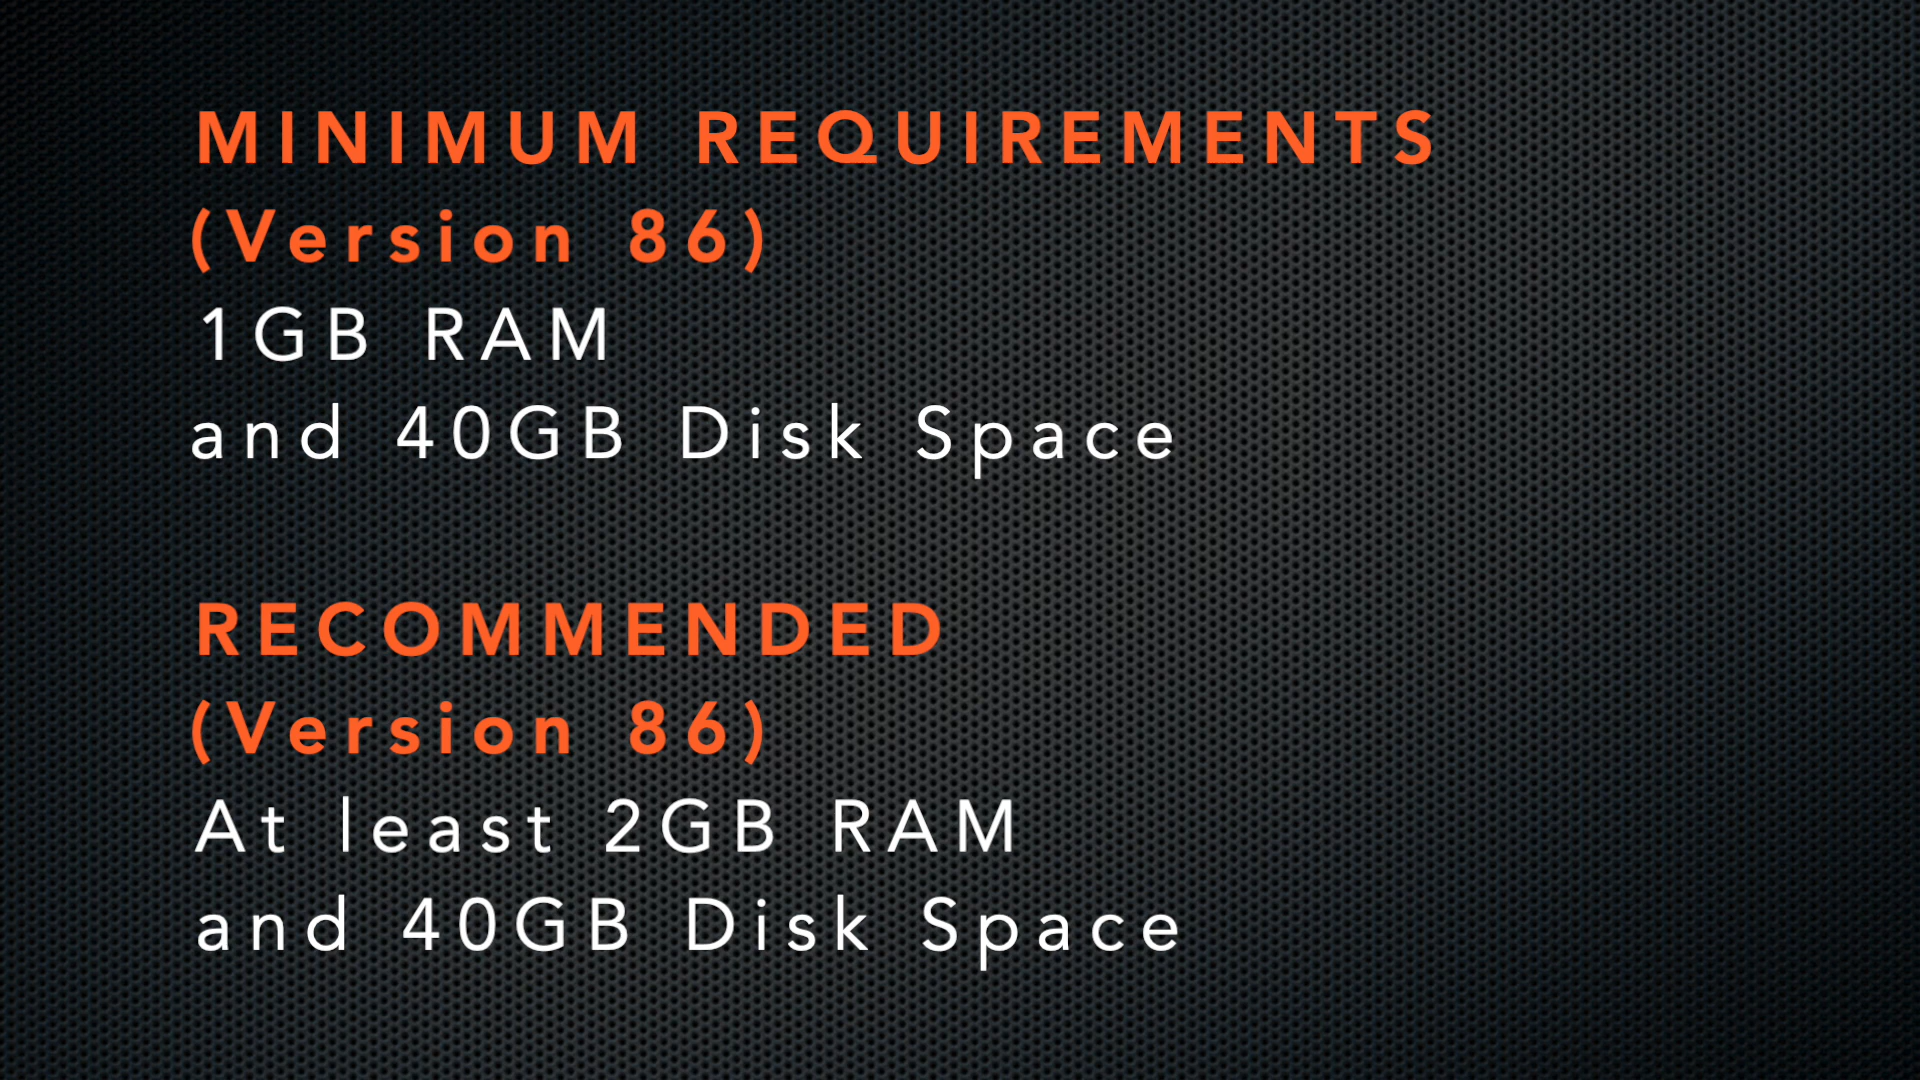 MINIMUM REQUIREMENTS
(Version 86)
1GB RAM
and 40GB Disk Space
RECOMMENDED
(Version 86)
At least 2GB RAM
and 40GB Disk Space